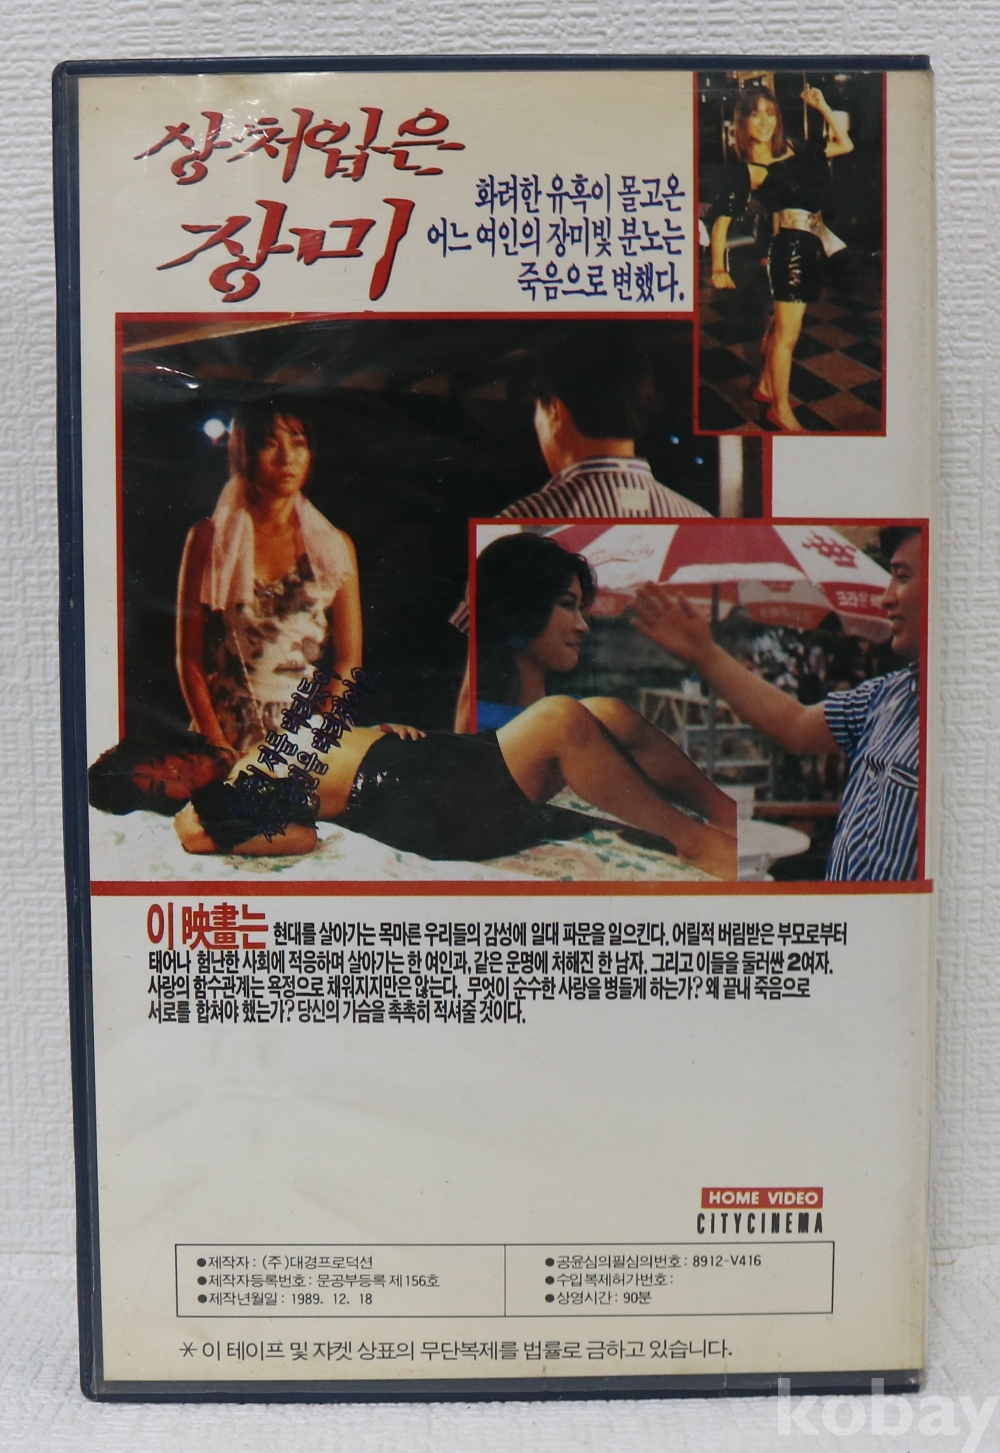 상처입은
장미
화려한 유혹이 몰고온
어느 여인의 장미빛 분노는
죽음으로 변했다.
이 映畫는 현대를 살아가는 목마른 우리들의 감성에 일대 파문을 일으킨다. 어릴적 버림받은 부모로부터
태어나 험난한 사회에 적응하며 살아가는 한 여인과, 같은 운명에 처해진 한 남자. 그리고 이들을 둘러싼 2여자.
사랑의 함수관계는 욕정으로 채워지지만은 않는다. 무엇이 순수한 사랑을 병들게 하는가? 왜 끝내 죽음으로
서로를 합쳐야 했는가? 당신의 가슴을 촉촉히 적셔줄 것이다.
HOME VIDEO
CITYCINEMA
●제작자 : (주)대경프로덕션
●제작자등록번호 : 문공부등록 제156호
●제작년월일 : 1989. 12. 18
●공윤심의필심의번호 : 8912-V416
●수입복제허가번호 :
●상영시간 : 90분
※ 이 테이프 및 쟈켓 상표의 무단복제를 법률로 금하고 있습니다.
kobay